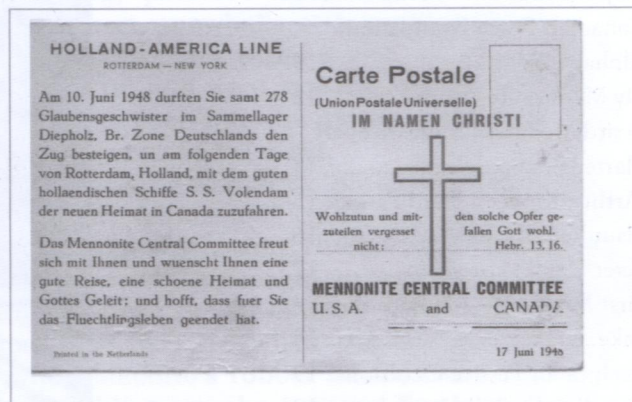 HOLLAND-AMERICA LINE
ROTTERDAM — NEW YORK
Am 10. Juni 1948 durften Sie samt 278
Glaubensgeschwister im Sammellager
Diepholz, Br. Zone Deutschlands den
Zug besteigen, un am folgenden Tage
von Rotterdam, Holland, mit dem guten
hollaendischen Schiffe S. S. Volendam
der neuen Heimat in Canada zuzufahren.
Das Mennonite Central Committee freut
sich mit Ihnen und wuenscht Ihnen eine
gute Reise, eine schoene Heimat und
Gottes Geleit; und hofft, dass fuer Sie
das Fluechtlingsleben geendet hat.
Printed in the Netherlands
Carte Postale
(Union Postale Universelle)
IM NAMEN CHRISTI
Wohlzutun und mit-
zuteilen vergesset
nicht:
den solche Opfer ge-
fallen Gott wohl.
Hebr. 13, 16.
MENNONITE CENTRAL COMMITTEE
U. S. A. and CANADA
17 Juni 1948